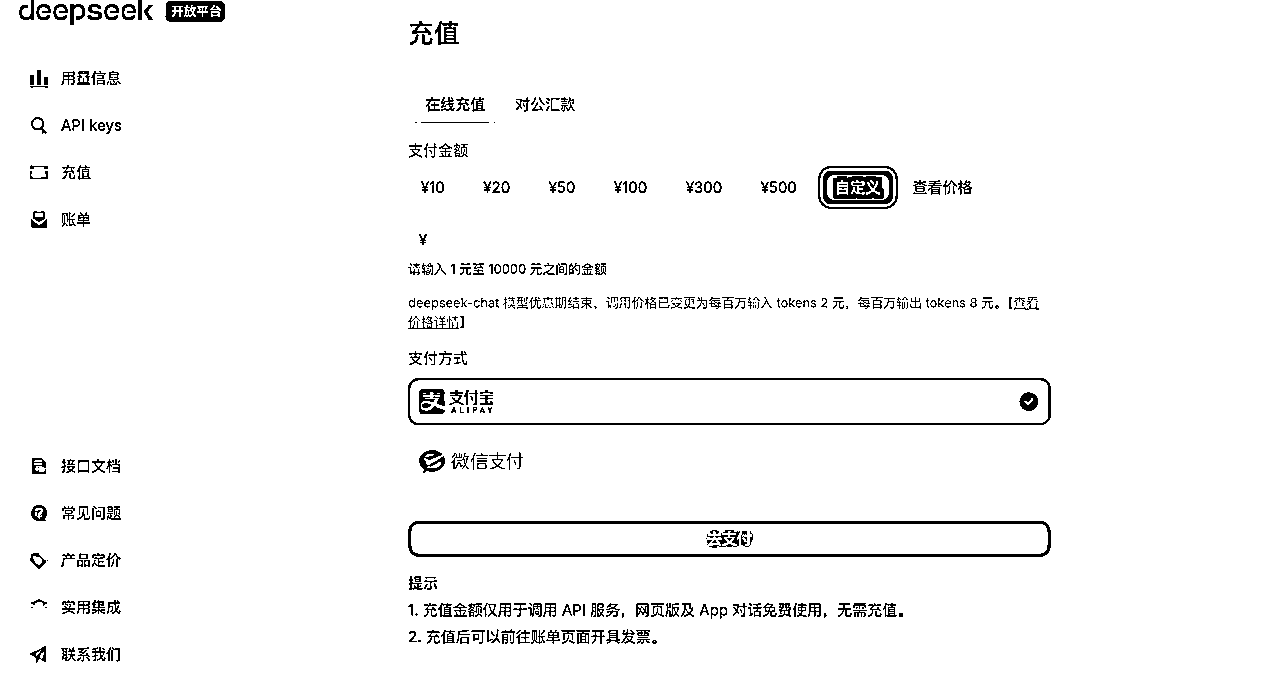 deepseek 开放平台
用量信息
API keys
充值
账单
接口文档
常见问题
产品定价
实用集成
联系我们
充值
在线充值 对公汇款
支付金额
¥10 ¥20 ¥50 ¥100 ¥300 ¥500 自定义 查看价格
¥
请输入 1 元至 10000 元之间的金额
deepseek-chat 模型优惠期结束，调用价格已变更为每百万输入 tokens 2 元，每百万输出 tokens 8 元。【查看
价格详情】
支付方式
支付宝
ALIPAY
微信支付
去支付
提示
1. 充值金额仅用于调用 API 服务，网页版及 App 对话免费使用，无需充值。
2. 充值后可以前往账单页面开具发票。